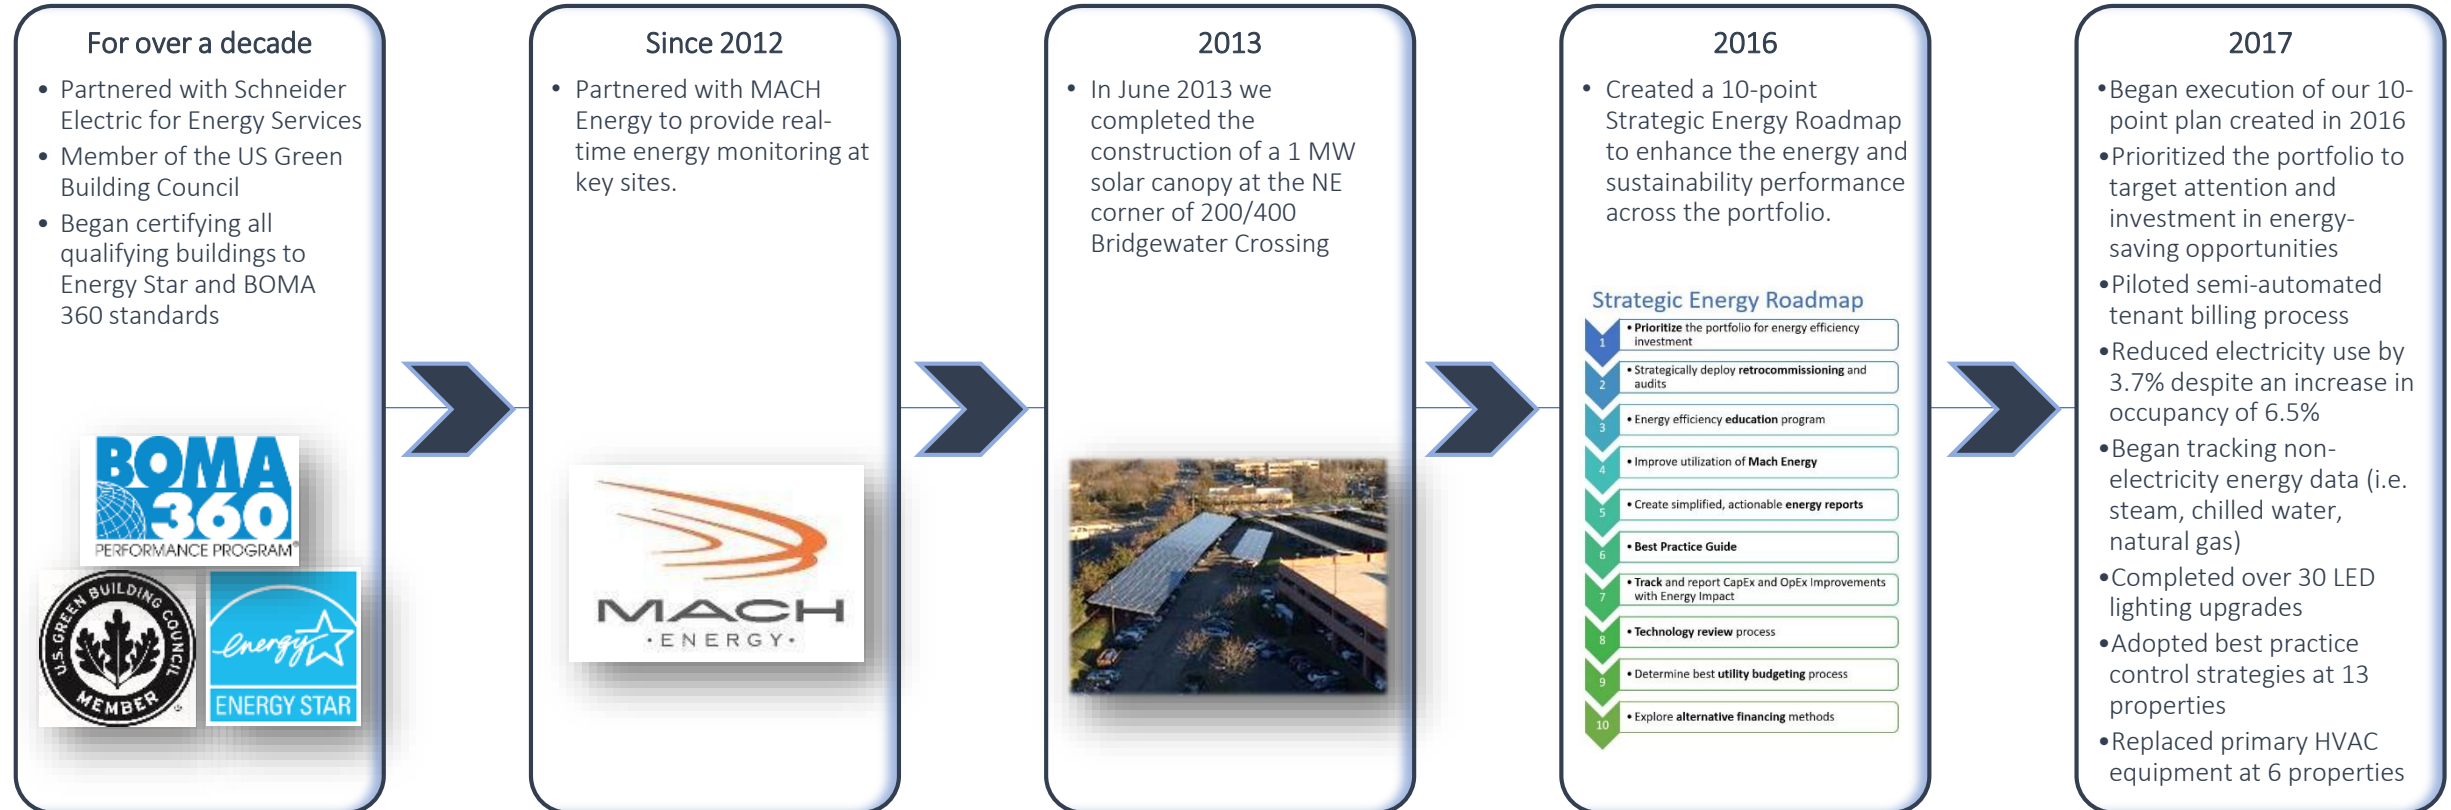 For over a decade
• Partnered with Schneider
Electric for Energy Services
• Member of the US Green
Building Council
• Began certifying all
qualifying buildings to
Energy Star and BOMA
360 standards
BOMA
360
PERFORMANCE PROGRAM®
U.S. GREEN BUILDING COUNCIL
MEMBER
energy
ENERGY STAR
Since 2012
• Partnered with MACH
Energy to provide real-
time energy monitoring at
key sites.
MACH
·ENERGY·
2013
• In June 2013 we
completed the
construction of a 1 MW
solar canopy at the NE
corner of 200/400
Bridgewater Crossing
2016
• Created a 10-point
Strategic Energy Roadmap
to enhance the energy and
sustainability performance
across the portfolio.
Strategic Energy Roadmap
1 • Prioritize the portfolio for energy efficiency
investment
2 • Strategically deploy retrocommissioning and
audits
3 • Energy efficiency education program
4 • Improve utilization of Mach Energy
5 • Create simplified, actionable energy reports
6 • Best Practice Guide
7 • Track and report CapEx and OpEx Improvements
with Energy Impact
8 • Technology review process
9 • Determine best utility budgeting process
10 • Explore alternative financing methods
2017
•Began execution of our 10-
point plan created in 2016
•Prioritized the portfolio to
target attention and
investment in energy-
saving opportunities
•Piloted semi-automated
tenant billing process
•Reduced electricity use by
3.7% despite an increase in
occupancy of 6.5%
•Began tracking non-
electricity energy data (i.e.
steam, chilled water,
natural gas)
•Completed over 30 LED
lighting upgrades
•Adopted best practice
control strategies at 13
properties
•Replaced primary HVAC
equipment at 6 properties